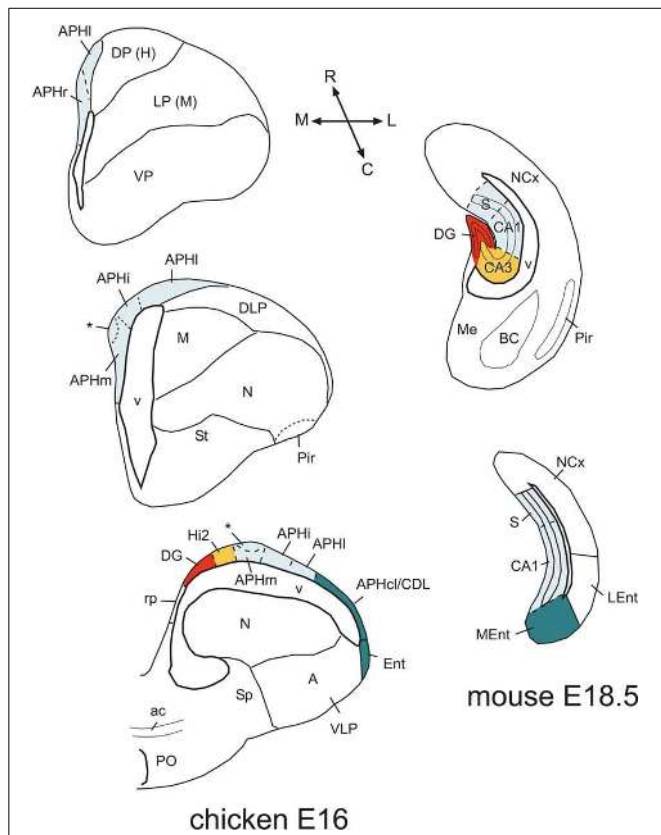 APHl
DP (H)
APHr
LP (M)
VP
R
M
L
C
NCx
S
CA1
DG
CA3
v
Me
BC
Pir
APHl
APHi
*
DLP
M
APHm
v
N
St
Pir
NCx
S
CA1
LEnt
MEnt
mouse E18.5
*
Hi2
APHi
DG
APHl
APHm
APHcl/CDL
rp
v
N
Ent
A
Sp
VLP
ac
PO
chicken E16